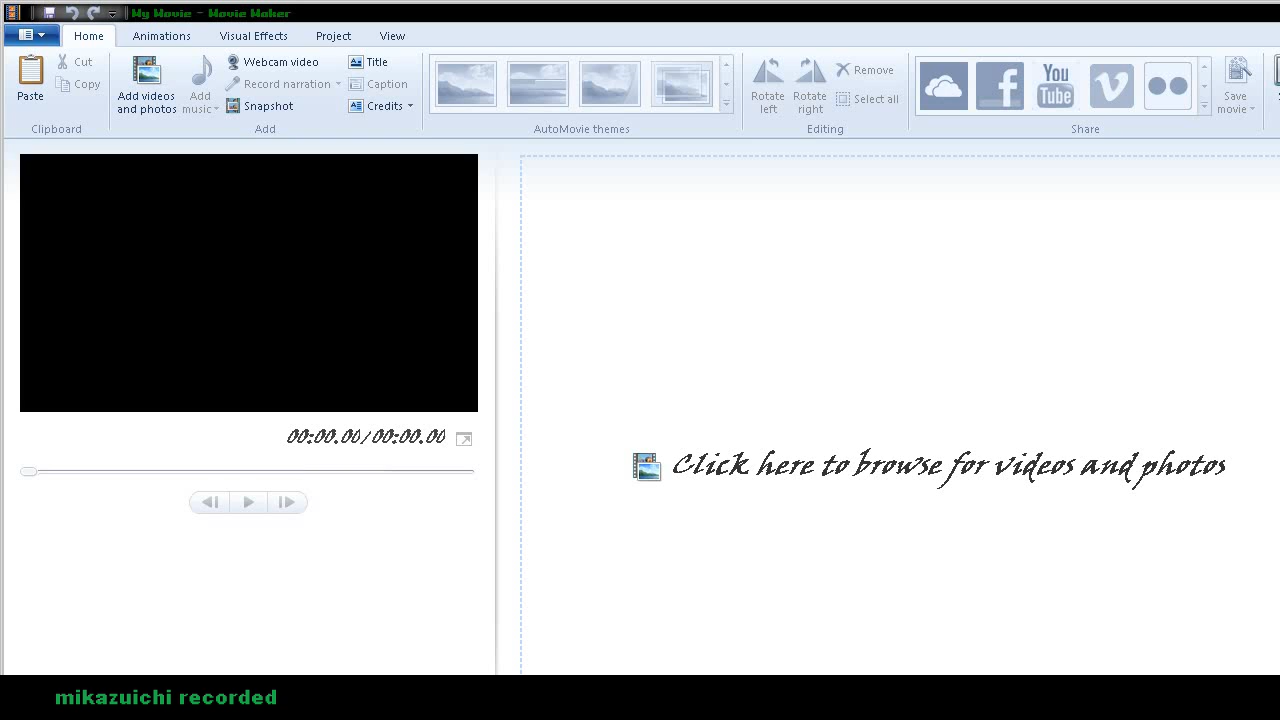 My Movie - Movie Maker
Home Animations Visual Effects Project View
Paste
Cut
Copy
Clipboard
Add videos
and photos
Add
music
Webcam video
Record narration
Snapshot
Title
Caption
Credits
Add
AutoMovie themes
Rotate
left
Rotate
right
Remove
Select all
Editing
You
Tube
Share
Save
movie
00:00.00/00:00.00
Click here to browse for videos and photos
mikazuichi recorded